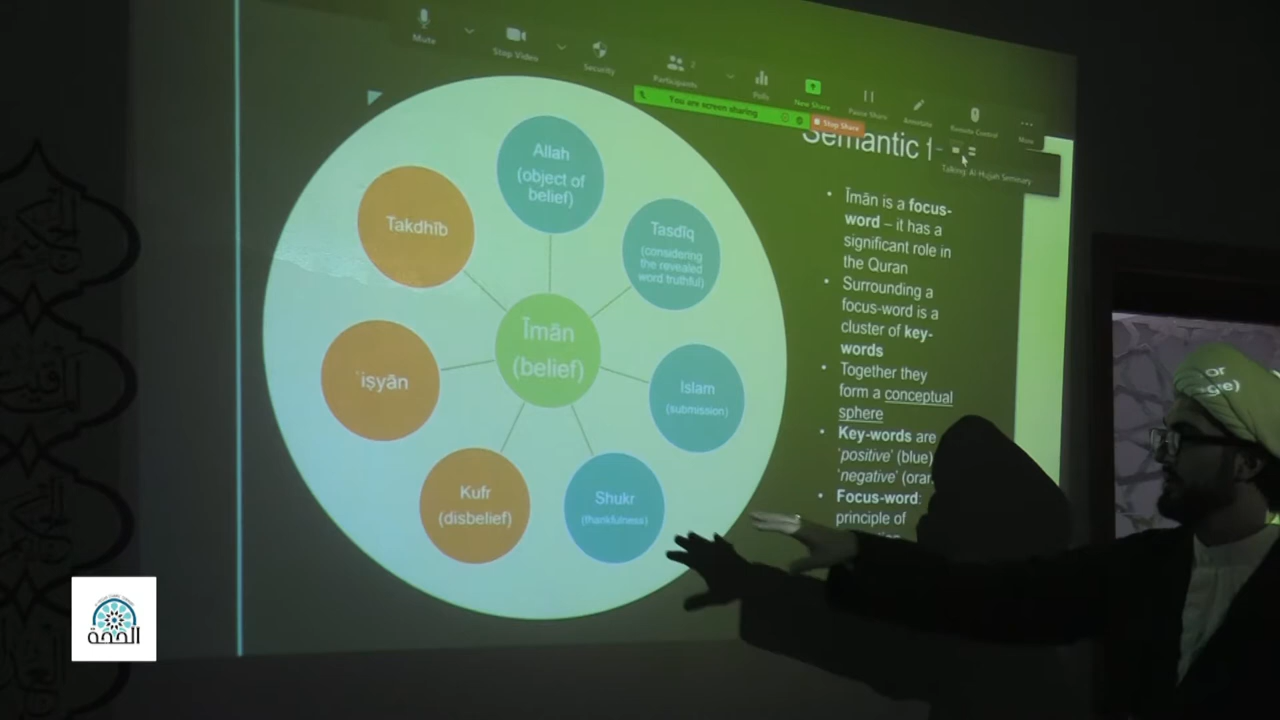 Mute
Stop Video
Security
Participants
2
Polls
New Share
Pause Share
Annotate
Remote Control
More
You are screen sharing
Stop Share
Talking: Al-Hujjah Seminary
Semantic f
Allah
(object of
belief)
Tasdīq
(considering
the revealed
word truthful)
Islam
(submission)
Shukr
(thankfulness)
Kufr
(disbelief)
ʿiṣyān
Takdhīb
Īmān
(belief)
• Īmān is a focus-
word – it has a
significant role in
the Quran
• Surrounding a
focus-word is a
cluster of key-
words
• Together they
form a conceptual
sphere
• Key-words are
'positive' (blue)
'negative' (oran
• Focus-word:
principle of
or
الحجة